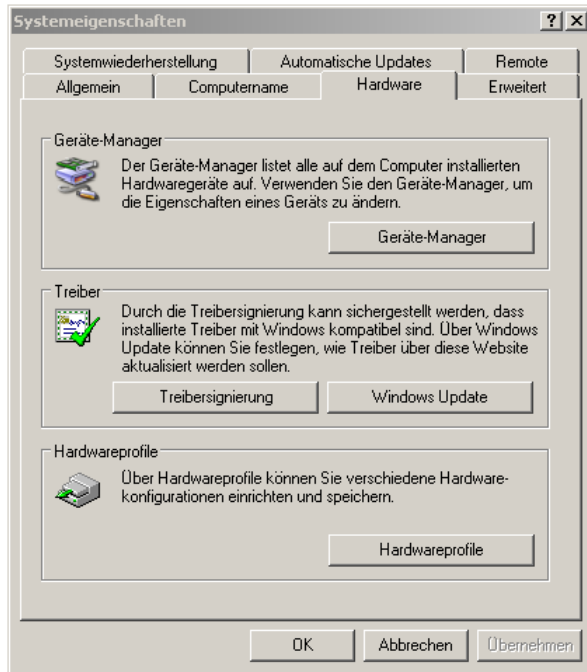 Systemeigenschaften
Systemwiederherstellung Automatische Updates Remote
Allgemein Computername Hardware Erweitert
Geräte-Manager
Der Geräte-Manager listet alle auf dem Computer installierten
Hardwaregeräte auf. Verwenden Sie den Geräte-Manager, um
die Eigenschaften eines Geräts zu ändern.
Geräte-Manager
Treiber
Durch die Treibersignierung kann sichergestellt werden, dass
installierte Treiber mit Windows kompatibel sind. Über Windows
Update können Sie festlegen, wie Treiber über diese Website
aktualisiert werden sollen.
Treibersignierung Windows Update
Hardwareprofile
Über Hardwareprofile können Sie verschiedene Hardware-
konfigurationen einrichten und speichern.
Hardwareprofile
OK Abbrechen Übernehmen